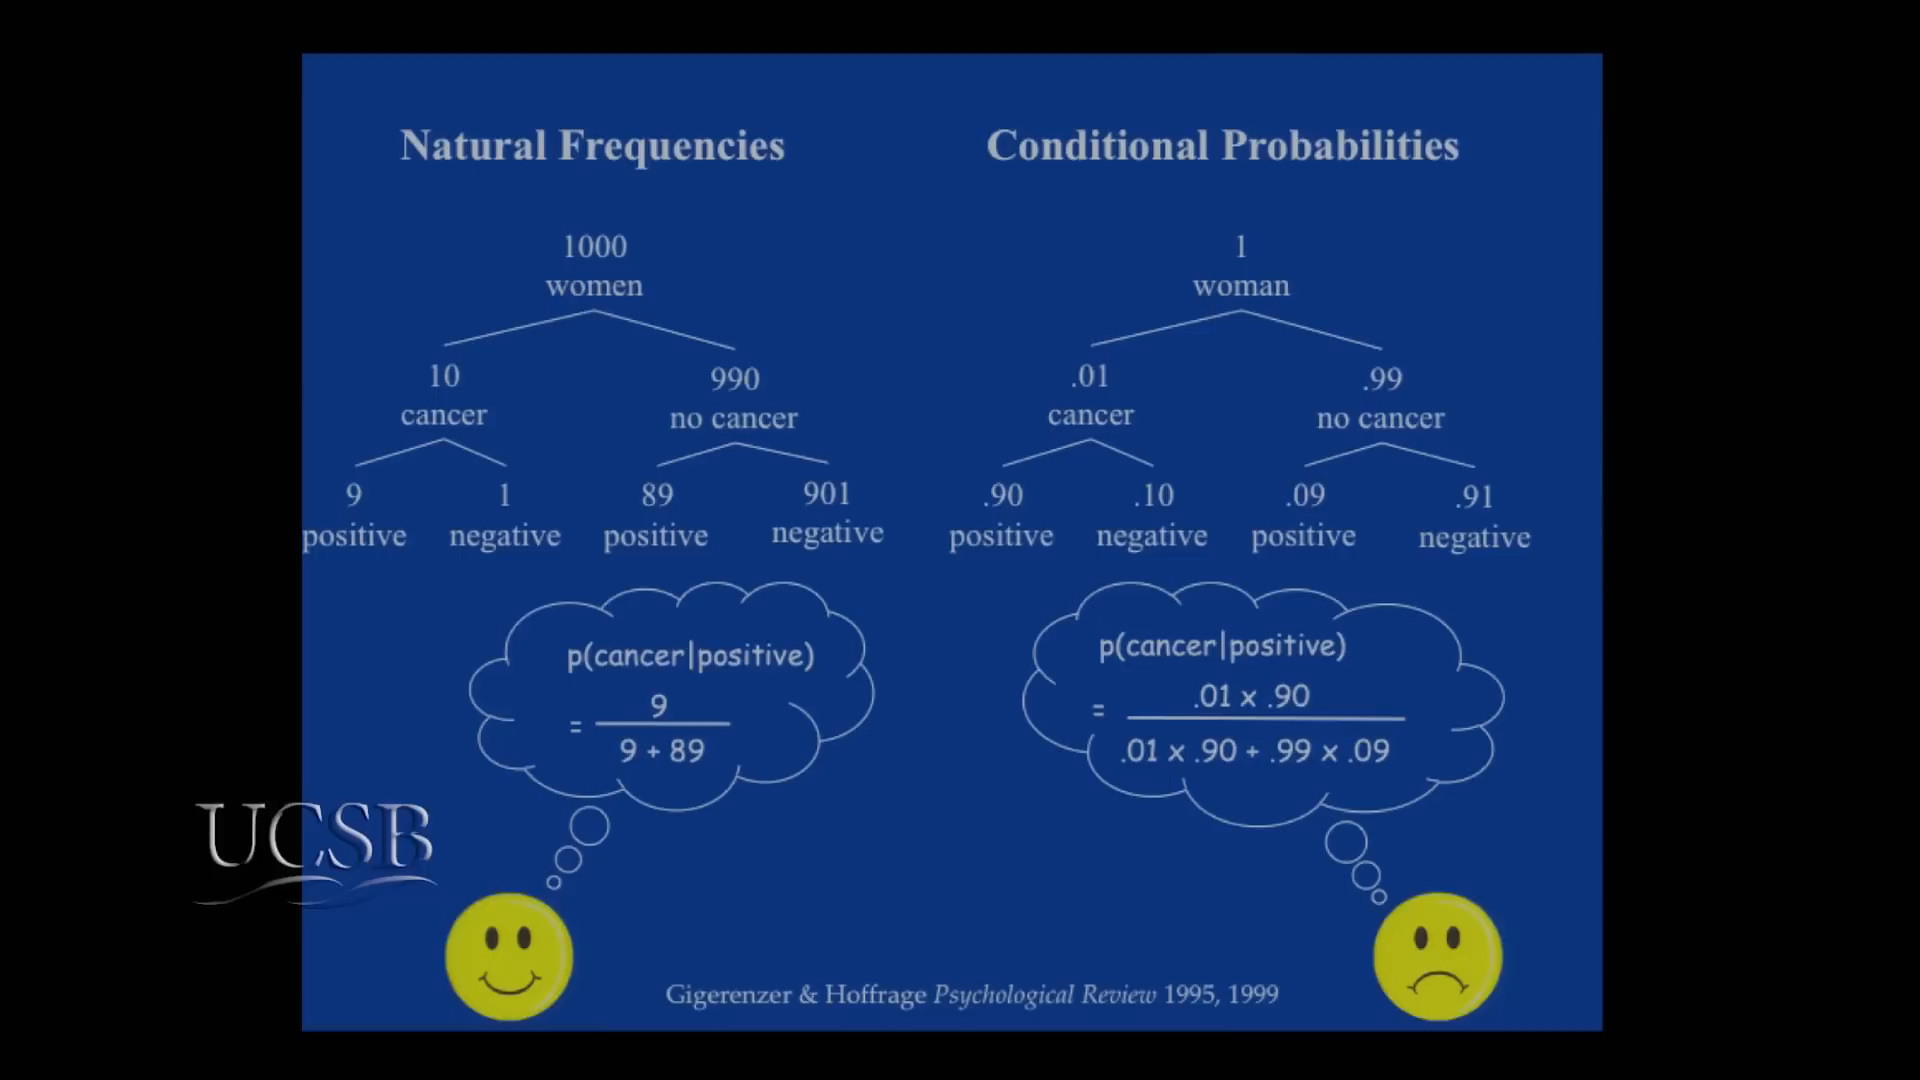 Natural Frequencies
Conditional Probabilities
1000
women
10
cancer
990
no cancer
9
positive
1
negative
89
positive
901
negative
p(cancer|positive)
= 9
9 + 89
1
woman
.01
cancer
.99
no cancer
.90
positive
.10
negative
.09
positive
.91
negative
p(cancer|positive)
= .01 x .90
.01 x .90 + .99 x .09
UCSB
Gigerenzer & Hoffrage Psychological Review 1995, 1999